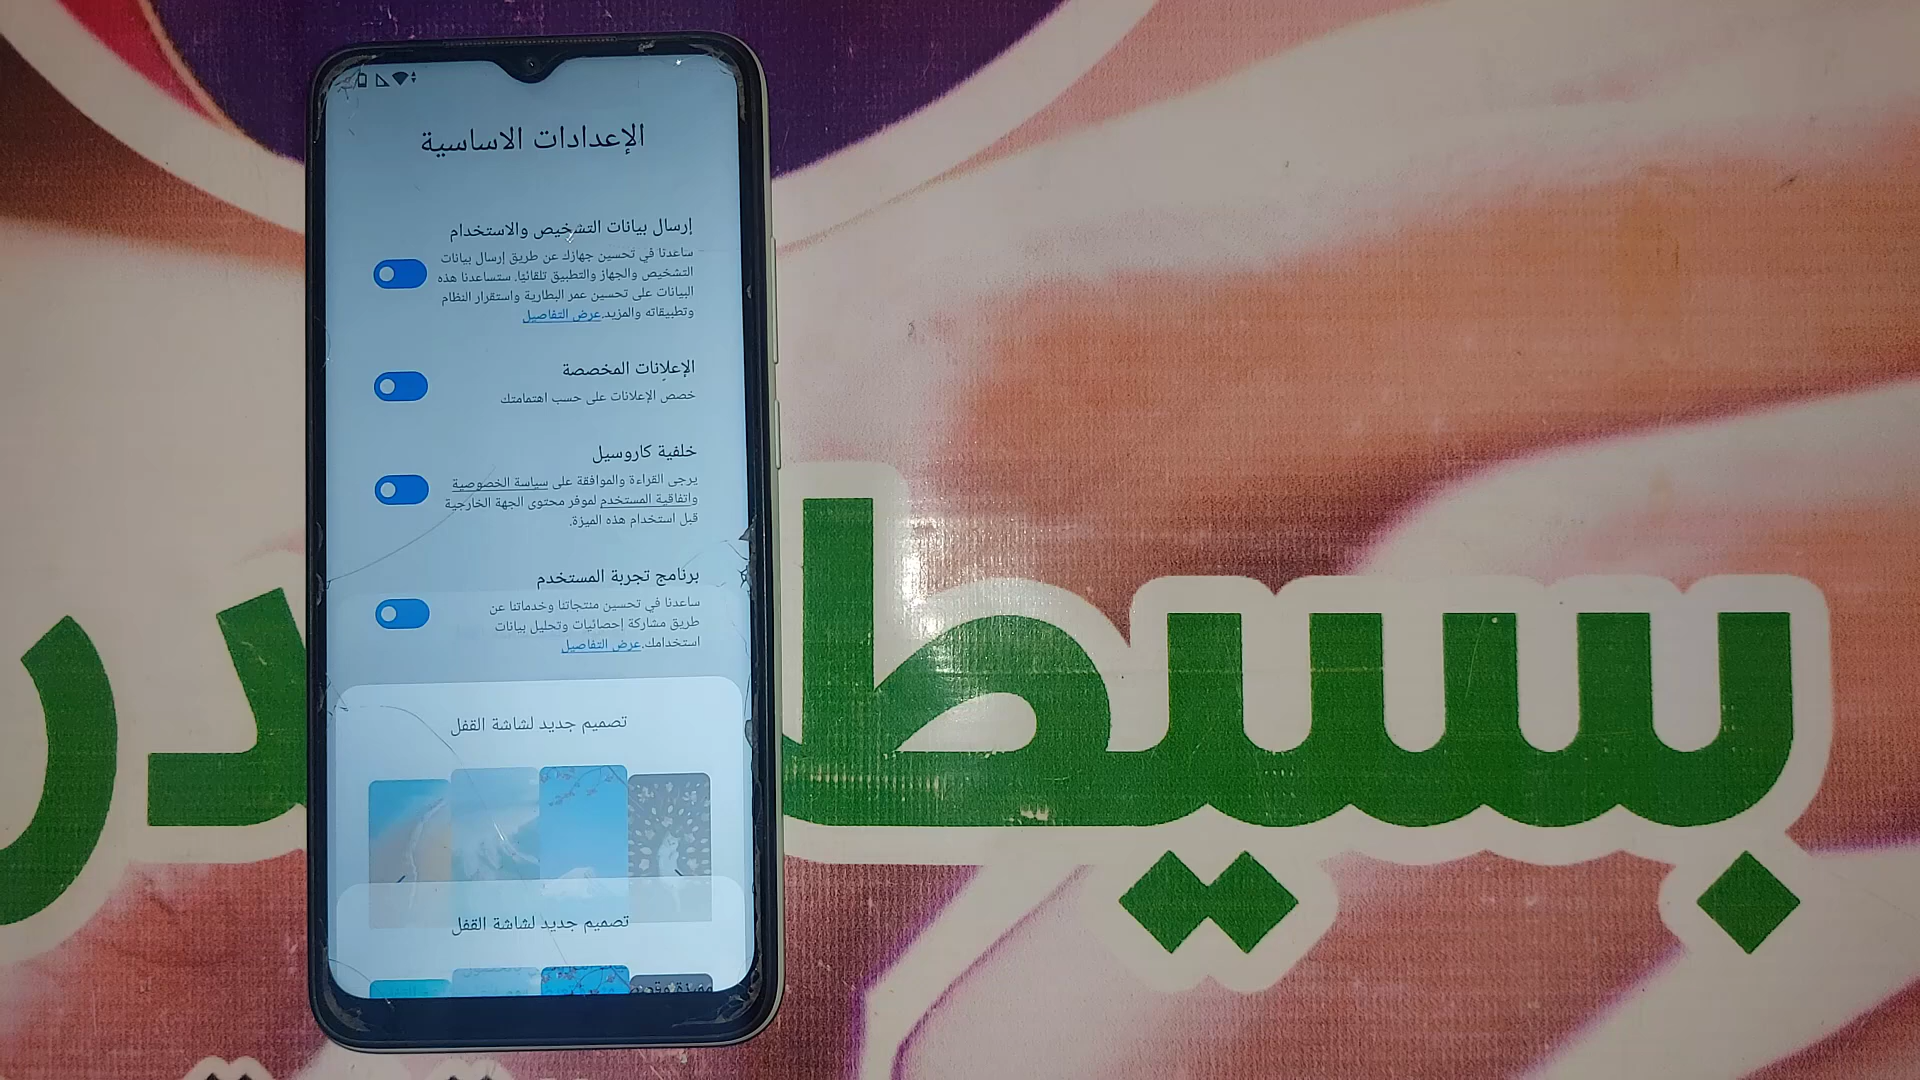 الإعدادات الاساسية
إرسال بيانات التشخيص والاستخدام
ساعدنا في تحسين جهازك عن طريق إرسال بيانات
التشخيص والجهاز والتطبيق تلقائيًا. ستساعدنا هذه
البيانات على تحسين عمر البطارية واستقرار النظام
وتطبيقاته والمزيد.عرض التفاصيل
الإعلانات المخصصة
خصص الإعلانات على حسب اهتمامتك
خلفية كاروسيل
يرجى القراءة والموافقة على سياسة الخصوصية
واتفاقية المستخدم لموفر محتوى الجهة الخارجية
قبل استخدام هذه الميزة.
برنامج تجربة المستخدم
ساعدنا في تحسين منتجاتنا وخدماتنا عن
طريق مشاركة إحصائيات وتحليل بيانات
استخدامك.عرض التفاصيل
تصميم جديد لشاشة القفل
تصميم جديد لشاشة القفل
بسيط
در